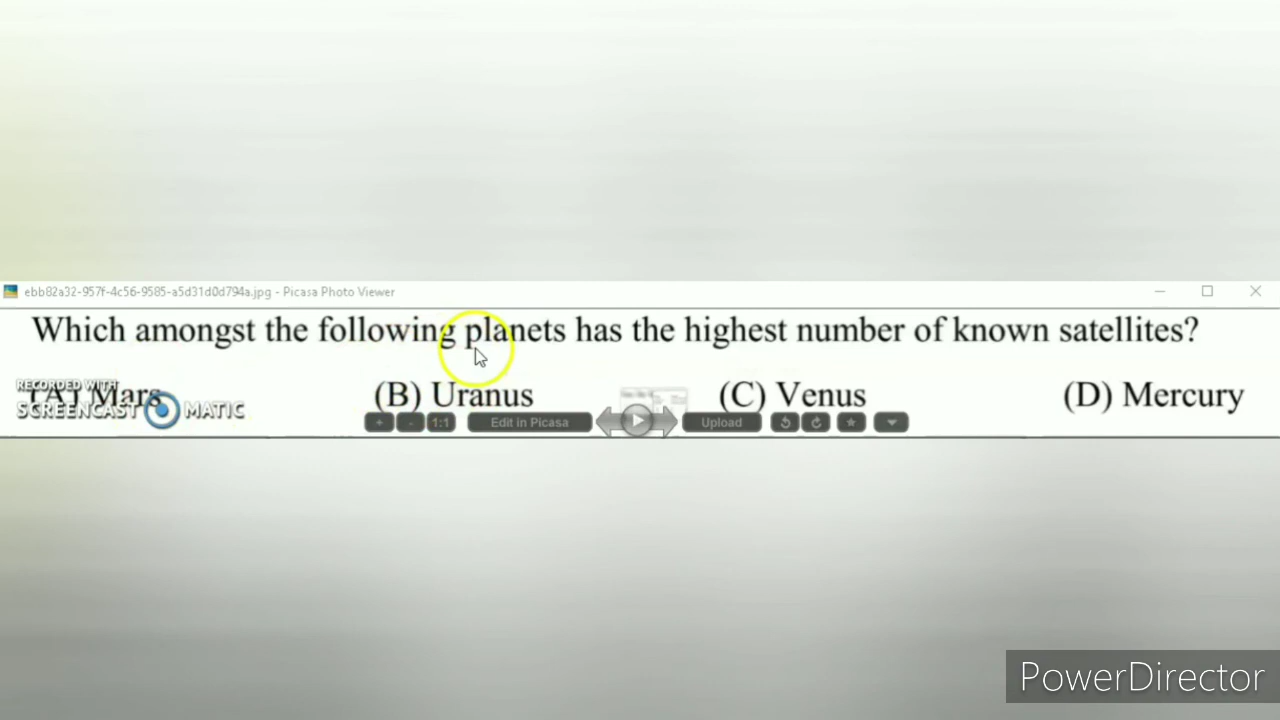 ebb82a32-957f-4c56-9585-a5d31d0d794a.jpg - Picasa Photo Viewer
Which amongst the following planets has the highest number of known satellites?
(A) Mars (B) Uranus (C) Venus (D) Mercury
RECORDED WITH
SCREENCAST MATIC
+ - 1:1 Edit in Picasa Upload
PowerDirector